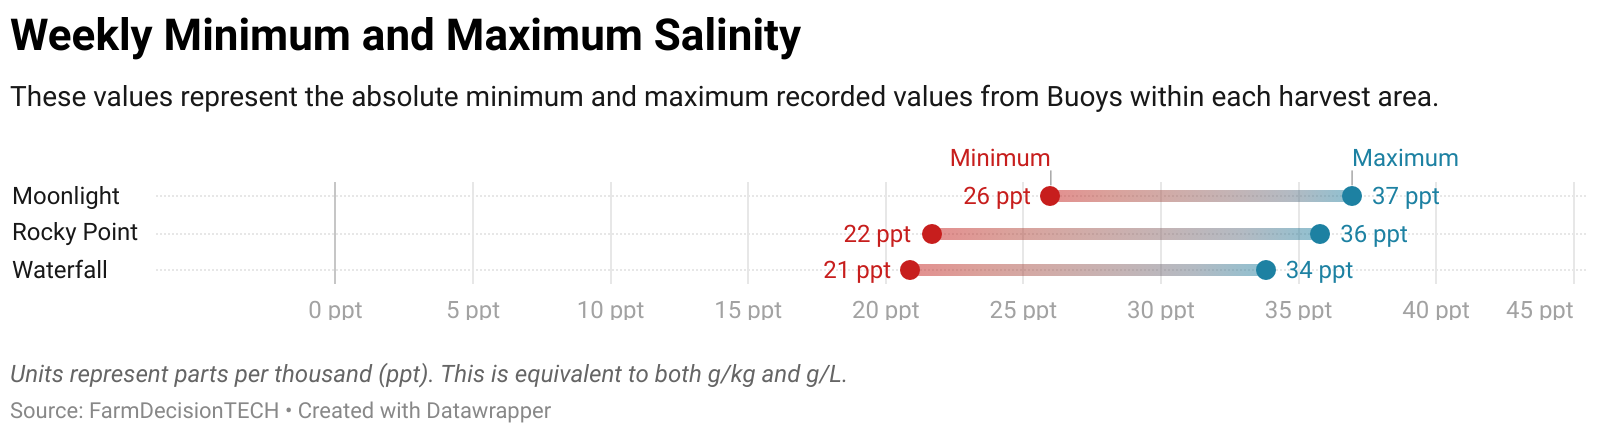 Weekly Minimum and Maximum Salinity
These values represent the absolute minimum and maximum recorded values from Buoys within each harvest area.
Minimum Maximum
Moonlight 26 ppt 37 ppt
Rocky Point 22 ppt 36 ppt
Waterfall 21 ppt 34 ppt
0 ppt 5 ppt 10 ppt 15 ppt 20 ppt 25 ppt 30 ppt 35 ppt 40 ppt 45 ppt
Units represent parts per thousand (ppt). This is equivalent to both g/kg and g/L.
Source: FarmDecisionTECH • Created with Datawrapper